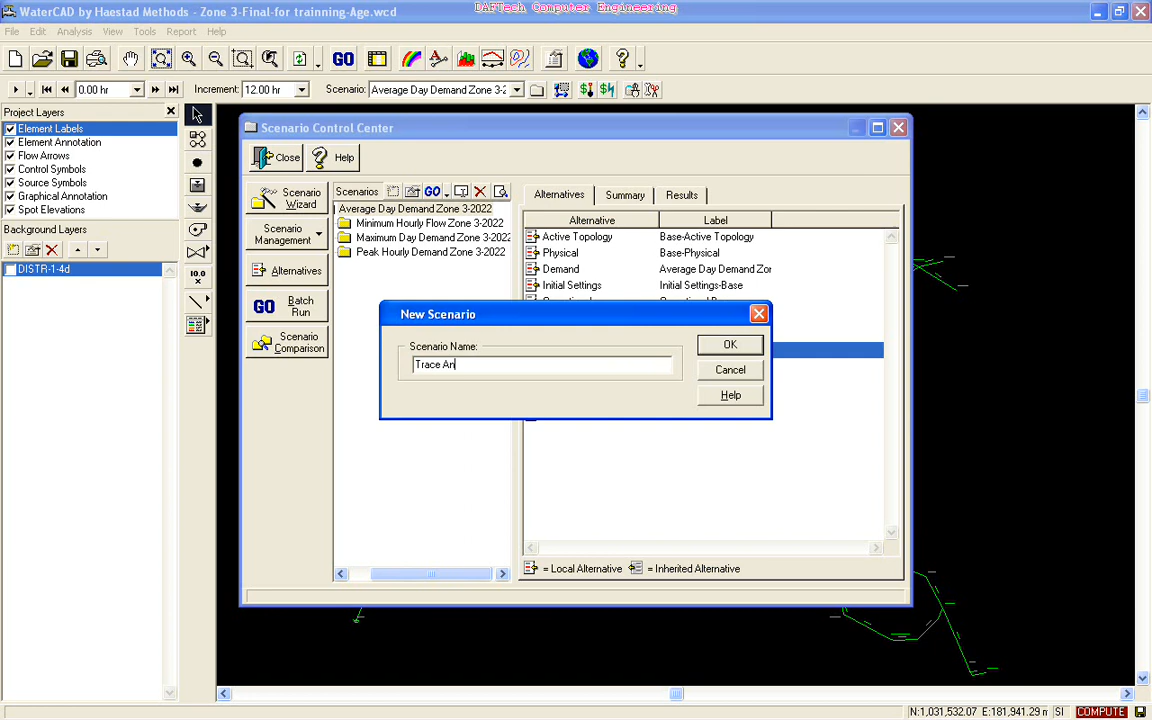 WaterCAD by Haestad Methods - Zone 3-Final-for trainning-Age.wcd
DAFTech Computer Engineering
File Edit Analysis View Tools Report Help
GO
0.00 hr Increment: 12.00 hr Scenario: Average Day Demand Zone 3-2
Project Layers
Element Labels
Element Annotation
Flow Arrows
Control Symbols
Source Symbols
Graphical Annotation
Spot Elevations
Background Layers
DISTR-1-4d
10.0
Scenario Control Center
Close Help
Scenario Wizard
Scenario Management
Alternatives
GO Batch Run
Scenario Comparison
Scenarios GO
Average Day Demand Zone 3-2022
Minimum Hourly Flow Zone 3-2022
Maximum Day Demand Zone 3-202
Peak Hourly Demand Zone 3-2022
Alternatives Summary Results
Alternative Label
Active Topology Base-Active Topology
Physical Base-Physical
Demand Average Day Demand Zor
Initial Settings Initial Settings-Base
New Scenario
Scenario Name:
Trace An
OK
Cancel
Help
= Local Alternative = Inherited Alternative
N:1,031,532.07 E:181,941.29 m SI COMPUTE